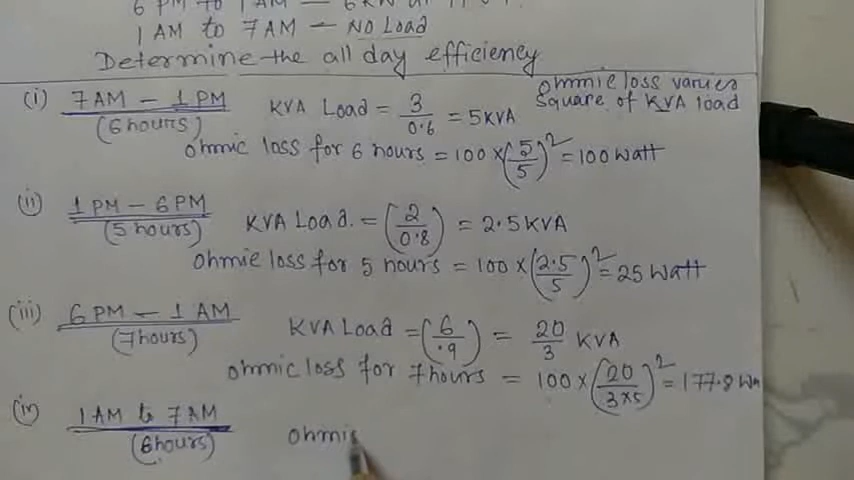 1 AM to 7 AM — No Load
Determine the all day efficiency
(i) 7 AM — 1 PM
(6 hours)
KVA Load = 3/0.6 = 5 KVA
ohmic loss varies
square of KVA load
ohmic loss for 6 hours = 100 × (5/5)² = 100 watt
(ii) 1 PM — 6 PM
(5 hours)
KVA Load. = (2/0.8) = 2.5 KVA
ohmic loss for 5 hours = 100 × (2.5/5)² = 25 Watt
(iii) 6 PM — 1 AM
(7 hours)
KVA Load = (6/.9) = 20/3 KVA
ohmic loss for 7 hours = 100 × (20/3×5)² = 177.8 Wa
(iv) 1 AM to 7 AM
(6 hours)
ohmi